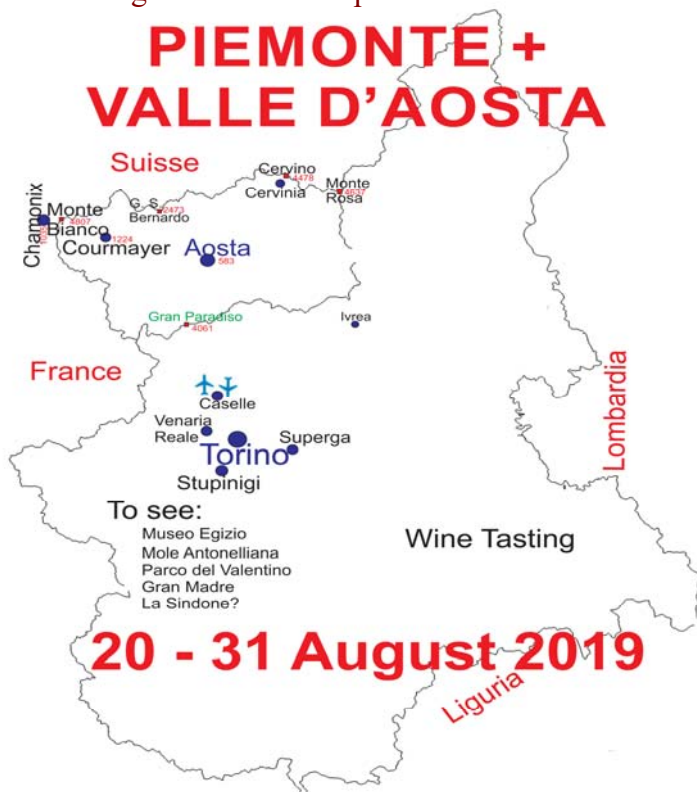 PIEMONTE +
VALLE D'AOSTA
Suisse
Cervino
4478
Cervinia
Monte
Rosa
4637
G. S.
Bernardo
2473
Chamonix
Monte
Bianco
4807
Courmayer
1224
Aosta
583
Gran Paradiso
4061
Ivrea
France
Lombardia
Caselle
Venaria
Reale
Torino
Superga
Stupinigi
To see:
Museo Egizio
Mole Antonelliana
Parco del Valentino
Gran Madre
La Sindone?
Wine Tasting
20 - 31 August 2019
Liguria